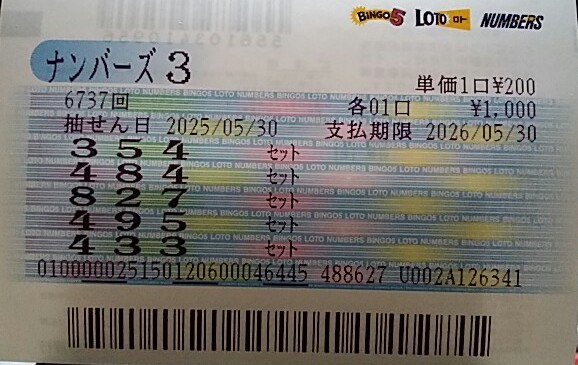 BINGO5 LOTO ロト NUMBERS
ナンバーズ3
単価1口¥200
6737回 各01口 ¥1,000
抽せん日 2025/05/30 支払期限 2026/05/30
354 セット
484 セット
827 セット
495 セット
433 セット
010000025150120600046445 488627 U002A126341